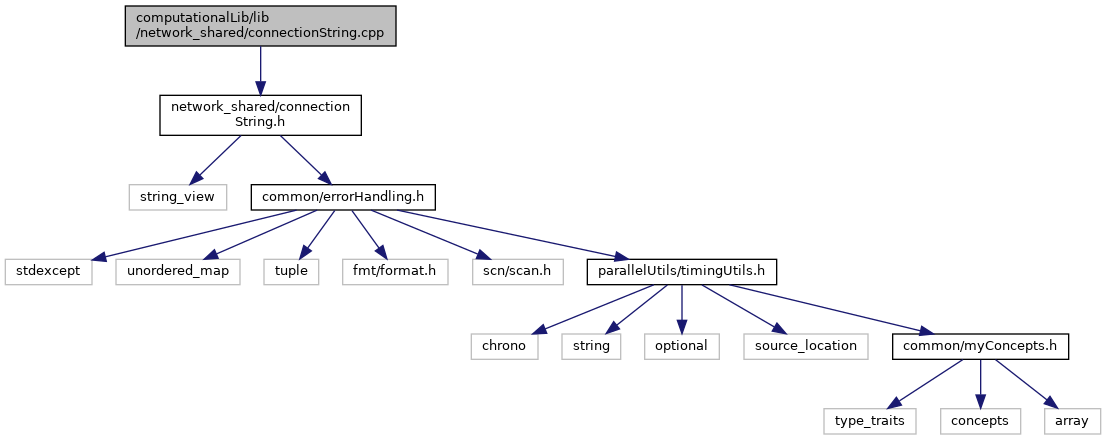 computationalLib/lib
/network_shared/connectionString.cpp
network_shared/connection
String.h
string_view
common/errorHandling.h
stdexcept
unordered_map
tuple
fmt/format.h
scn/scan.h
parallelUtils/timingUtils.h
chrono
string
optional
source_location
common/myConcepts.h
type_traits
concepts
array